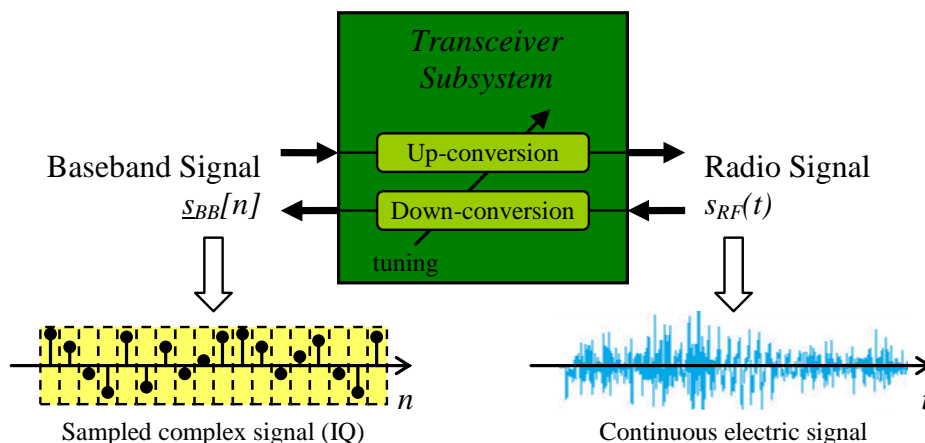 Transceiver
Subsystem
Up-conversion
Baseband Signal
Radio Signal
s_BB[n]
Down-conversion
s_RF(t)
tuning
n
Sampled complex signal (IQ)
Continuous electric signal